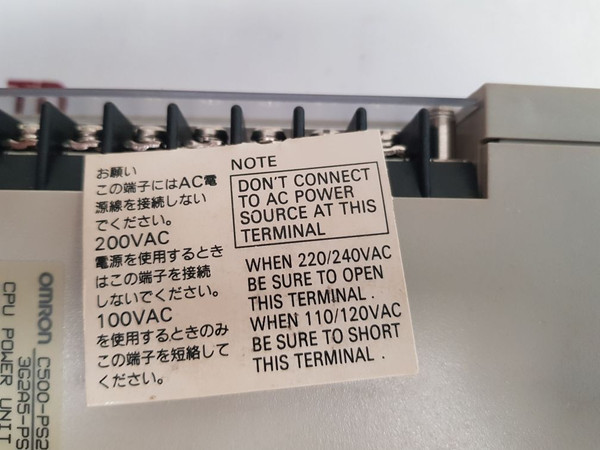 お願い
この端子にはAC電
源線を接続しない
でください。
200VAC
電源を使用するとき
はこの端子を接続
しないでください。
100VAC
を使用するときのみ
この端子を短絡して
ください。
NOTE
DON'T CONNECT
TO AC POWER
SOURCE AT THIS
TERMINAL
WHEN 220/240VAC
BE SURE TO OPEN
THIS TERMINAL .
WHEN 110/120VAC
BE SURE TO SHORT
THIS TERMINAL .
OMRON C500-PS2
3G2A5-PS
CPU POWER UNIT